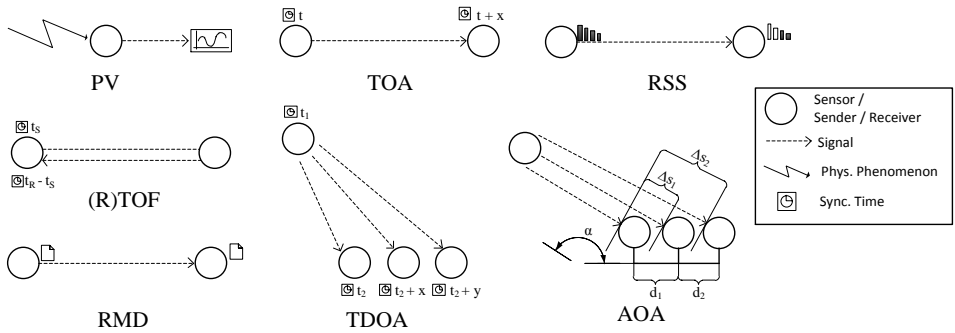 t
t + x
PV
TOA
RSS
Sensor /
Sender / Receiver
Signal
Phys. Phenomenon
Sync. Time
t_S
t_R - t_S
(R)TOF
t_1
t_2
t_2 + x
t_2 + y
TDOA
Δs_2
Δs_1
α
d_1
d_2
AOA
RMD